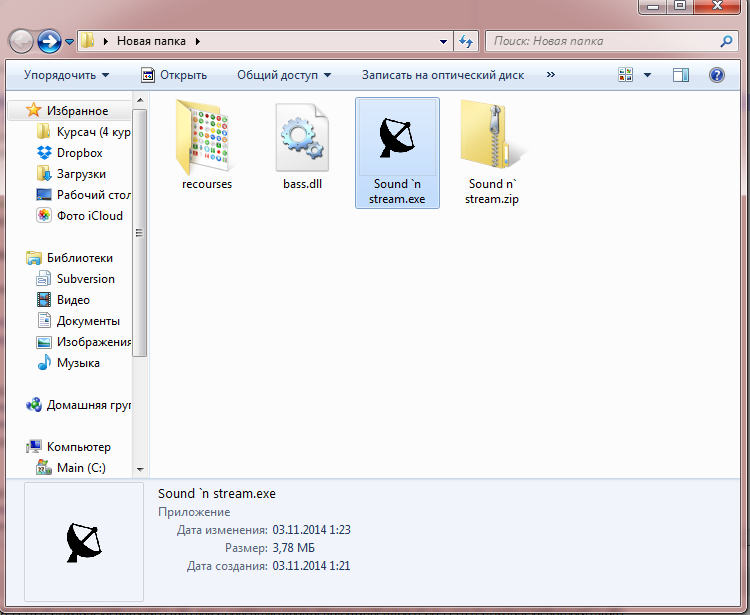 Новая папка
Поиск: Новая папка
Упорядочить
Открыть
Общий доступ
Записать на оптический диск
»
Избранное
Курсач (4 кур
Dropbox
Загрузки
Рабочий стол
Фото iCloud
Библиотеки
Subversion
Видео
Документы
Изображения
Музыка
Домашняя груп
Компьютер
Main (C:)
recourses
bass.dll
Sound `n
stream.exe
Sound n`
stream.zip
Sound `n stream.exe
Приложение
Дата изменения: 03.11.2014 1:23
Размер: 3,78 МБ
Дата создания: 03.11.2014 1:21